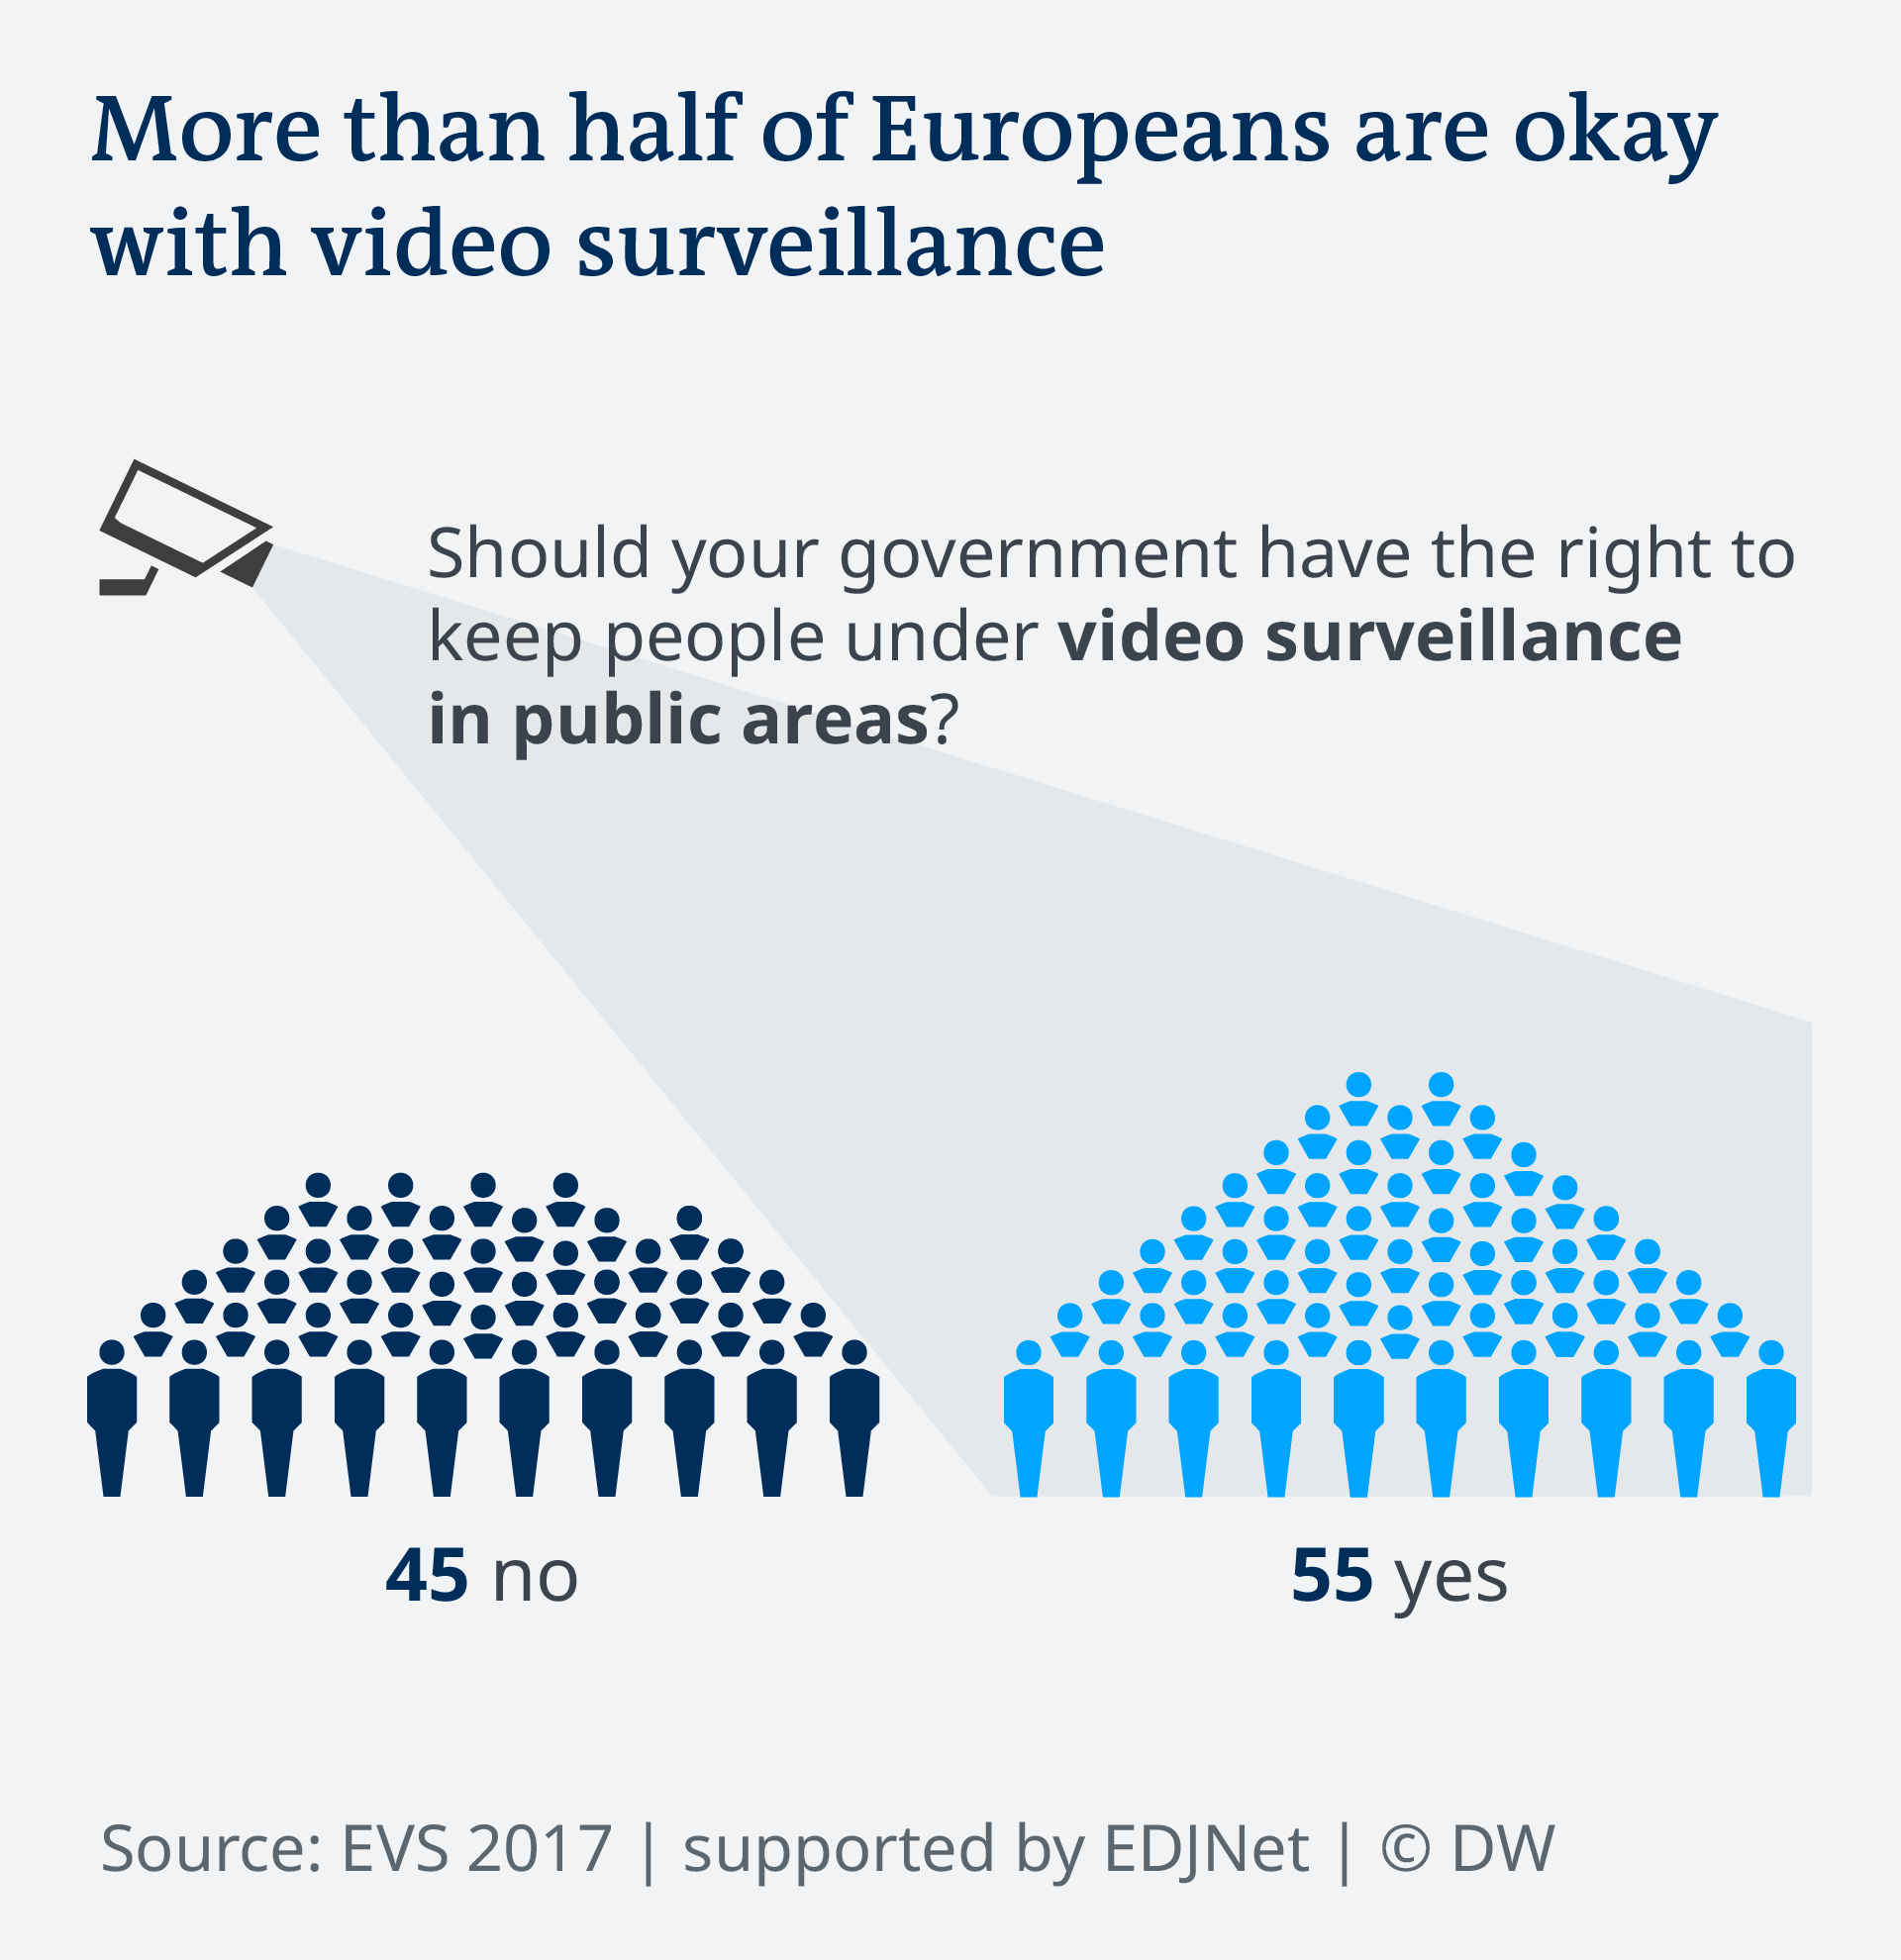 More than half of Europeans are okay
with video surveillance
Should your government have the right to
keep people under video surveillance
in public areas?
45 no
55 yes
Source: EVS 2017 | supported by EDJNet | © DW